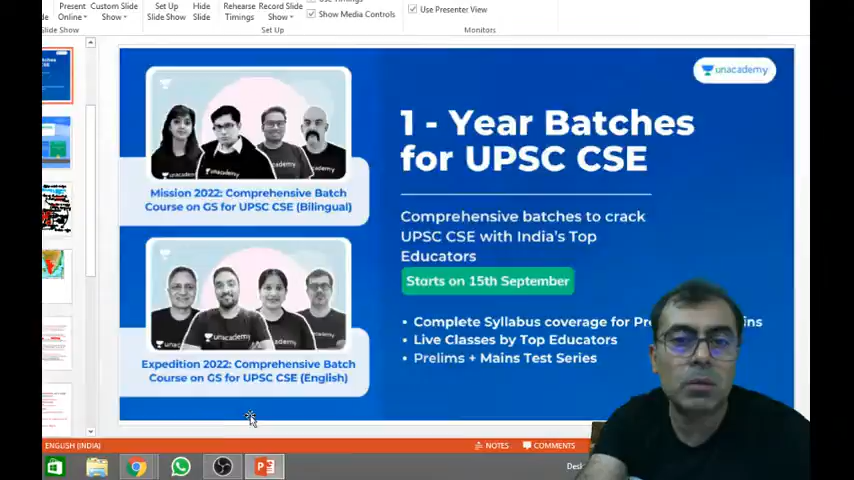 Present
Online
Custom Slide
Show
Set Up
Slide Show
Hide
Slide
Rehearse
Timings
Record Slide
Show
Show Media Controls
Use Presenter View
Slide Show
Set Up
Monitors
unacademy
1 - Year Batches
for UPSC CSE
Comprehensive batches to crack
UPSC CSE with India's Top
Educators
Starts on 15th September
Complete Syllabus coverage for
Live Classes by Top Educators
Prelims + Mains Test Series
Mission 2022: Comprehensive Batch
Course on GS for UPSC CSE (Bilingual)
Expedition 2022: Comprehensive Batch
Course on GS for UPSC CSE (English)
ENGLISH (INDIA)
NOTES
COMMENTS